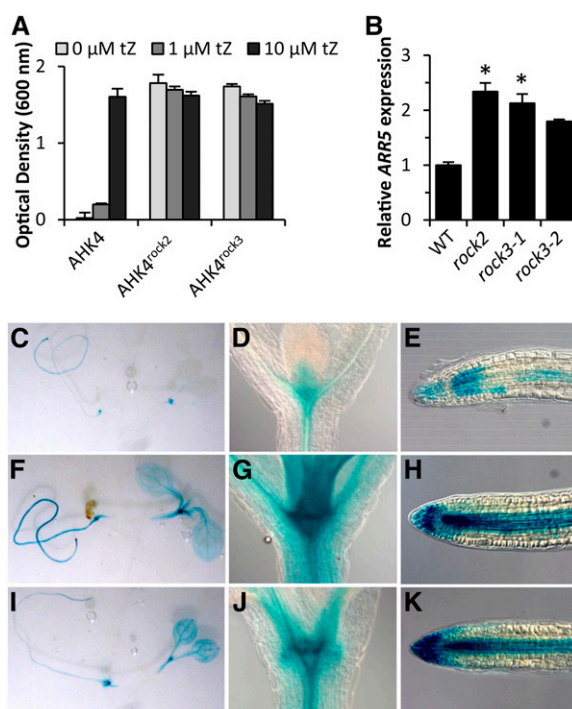 A
0 µM tZ 1 µM tZ 10 µM tZ
Optical Density (600 nm)
2
1
0
AHK4
AHK4rock2
AHK4rock3
B
Relative ARR5 expression
3
2
1
0
* *
WT
rock2
rock3-1
rock3-2
C D E
F G H
I J K